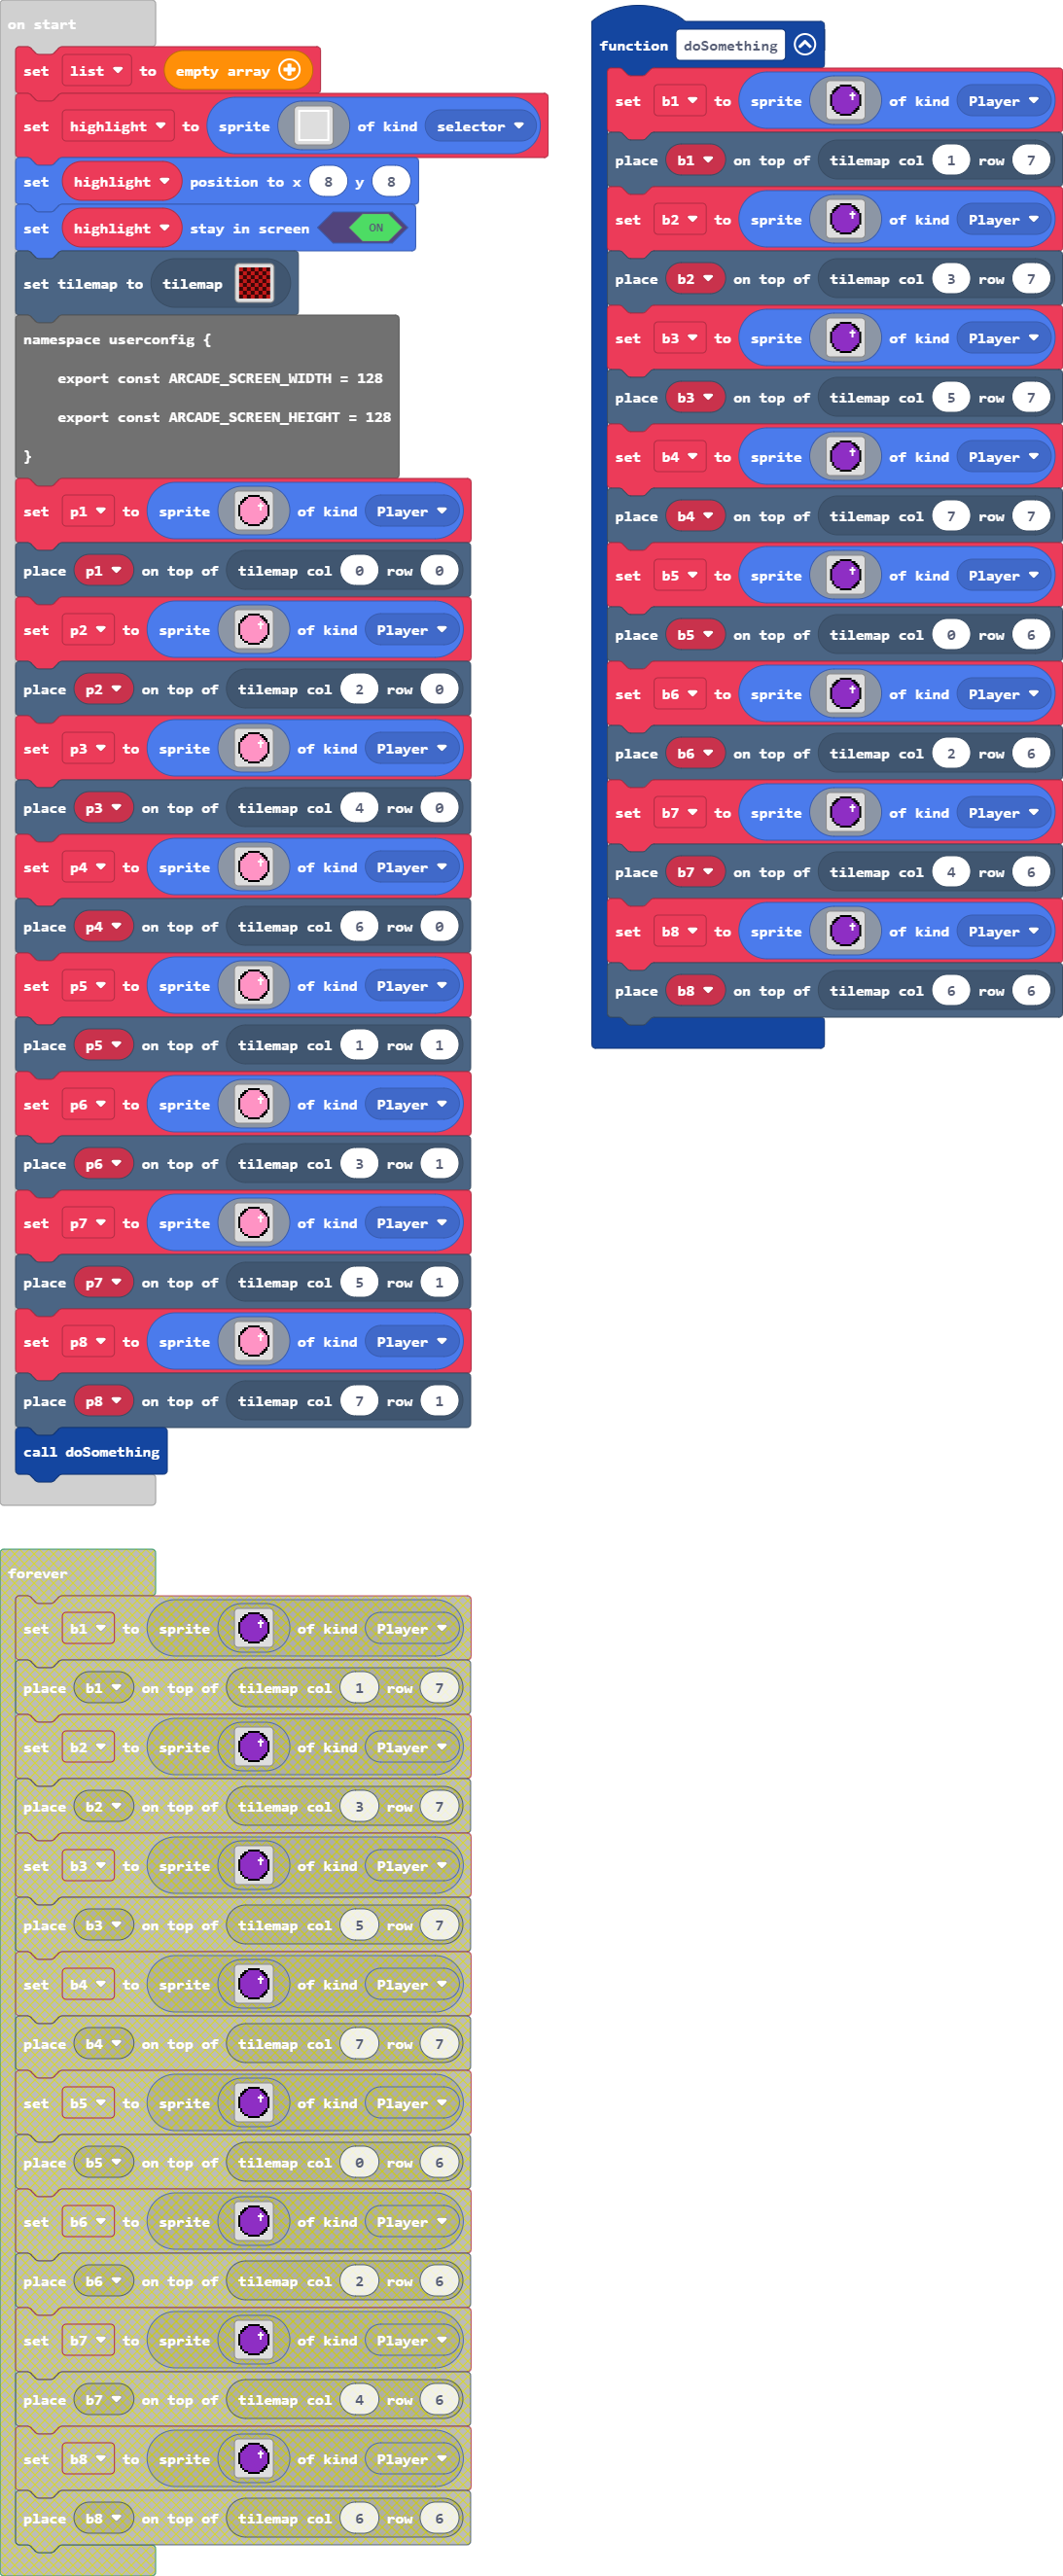 on start
set list to empty array
set highlight to sprite of kind selector
set highlight position to x 8 y 8
set highlight stay in screen ON
set tilemap to tilemap
namespace userconfig {
export const ARCADE_SCREEN_WIDTH = 128
export const ARCADE_SCREEN_HEIGHT = 128
}
set p1 to sprite of kind Player
place p1 on top of tilemap col 0 row 0
set p2 to sprite of kind Player
place p2 on top of tilemap col 2 row 0
set p3 to sprite of kind Player
place p3 on top of tilemap col 4 row 0
set p4 to sprite of kind Player
place p4 on top of tilemap col 6 row 0
set p5 to sprite of kind Player
place p5 on top of tilemap col 1 row 1
set p6 to sprite of kind Player
place p6 on top of tilemap col 3 row 1
set p7 to sprite of kind Player
place p7 on top of tilemap col 5 row 1
set p8 to sprite of kind Player
place p8 on top of tilemap col 7 row 1
call doSomething
function doSomething
set b1 to sprite of kind Player
place b1 on top of tilemap col 1 row 7
set b2 to sprite of kind Player
place b2 on top of tilemap col 3 row 7
set b3 to sprite of kind Player
place b3 on top of tilemap col 5 row 7
set b4 to sprite of kind Player
place b4 on top of tilemap col 7 row 7
set b5 to sprite of kind Player
place b5 on top of tilemap col 0 row 6
set b6 to sprite of kind Player
place b6 on top of tilemap col 2 row 6
set b7 to sprite of kind Player
place b7 on top of tilemap col 4 row 6
set b8 to sprite of kind Player
place b8 on top of tilemap col 6 row 6
forever
set b1 to sprite of kind Player
place b1 on top of tilemap col 1 row 7
set b2 to sprite of kind Player
place b2 on top of tilemap col 3 row 7
set b3 to sprite of kind Player
place b3 on top of tilemap col 5 row 7
set b4 to sprite of kind Player
place b4 on top of tilemap col 7 row 7
set b5 to sprite of kind Player
place b5 on top of tilemap col 0 row 6
set b6 to sprite of kind Player
place b6 on top of tilemap col 2 row 6
set b7 to sprite of kind Player
place b7 on top of tilemap col 4 row 6
set b8 to sprite of kind Player
place b8 on top of tilemap col 6 row 6